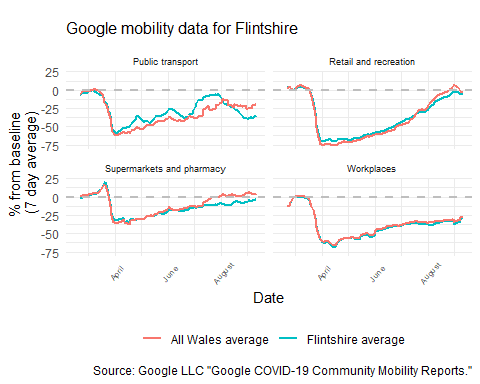 Google mobility data for Flintshire
Public transport
Retail and recreation
25
0
-25
-50
-75
Supermarkets and pharmacy
Workplaces
25
0
-25
-50
-75
% from baseline
(7 day average)
April
June
August
April
June
August
Date
All Wales average
Flintshire average
Source: Google LLC "Google COVID-19 Community Mobility Reports."